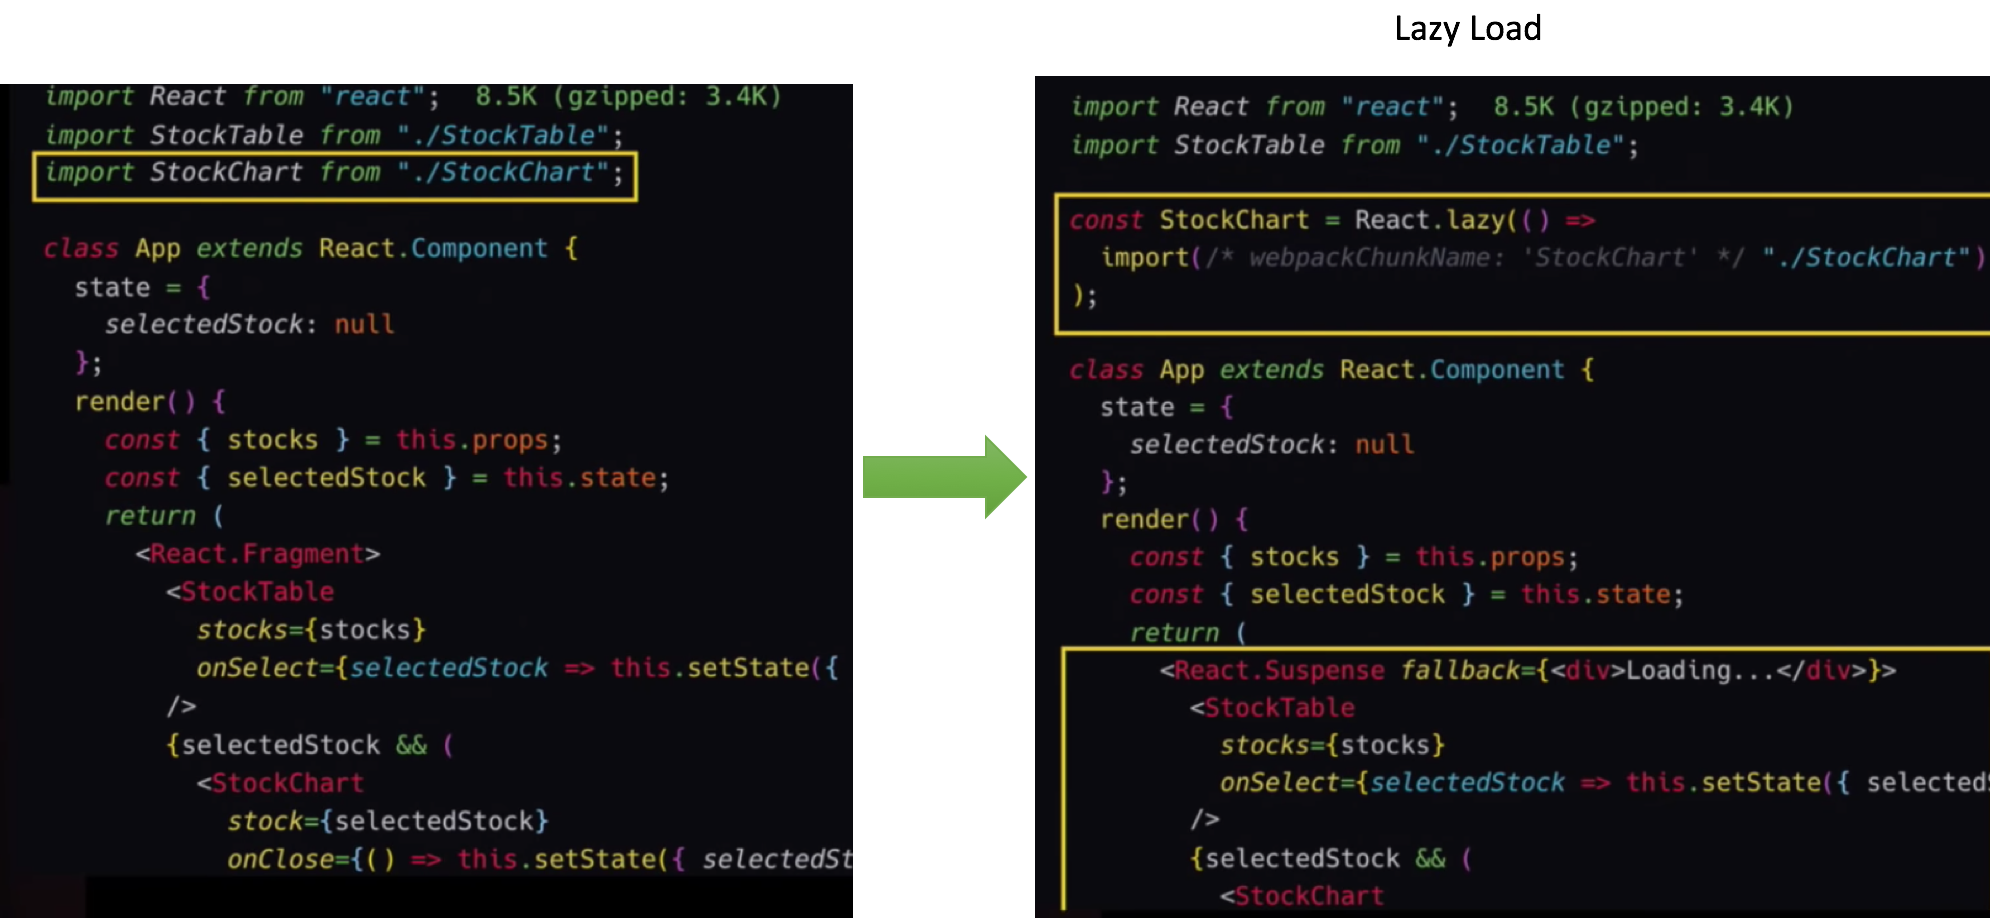 Lazy Load
import React from "react";  8.5K (gzipped: 3.4K)
import StockTable from "./StockTable";
import StockChart from "./StockChart";
class App extends React.Component {
state = {
selectedStock: null
};
render() {
const { stocks } = this.props;
const { selectedStock } = this.state;
return (
<React.Fragment>
<StockTable
stocks={stocks}
onSelect={selectedStock => this.setState({
/>
{selectedStock && (
<StockChart
stock={selectedStock}
onClose={() => this.setState({ selectedSt
import React from "react";  8.5K (gzipped: 3.4K)
import StockTable from "./StockTable";
const StockChart = React.lazy(() =>
import(/* webpackChunkName: 'StockChart' */ "./StockChart")
);
class App extends React.Component {
state = {
selectedStock: null
};
render() {
const { stocks } = this.props;
const { selectedStock } = this.state;
return (
<React.Suspense fallback={<div>Loading...</div>}>
<StockTable
stocks={stocks}
onSelect={selectedStock => this.setState({ selectedS
/>
{selectedStock && (
<StockChart